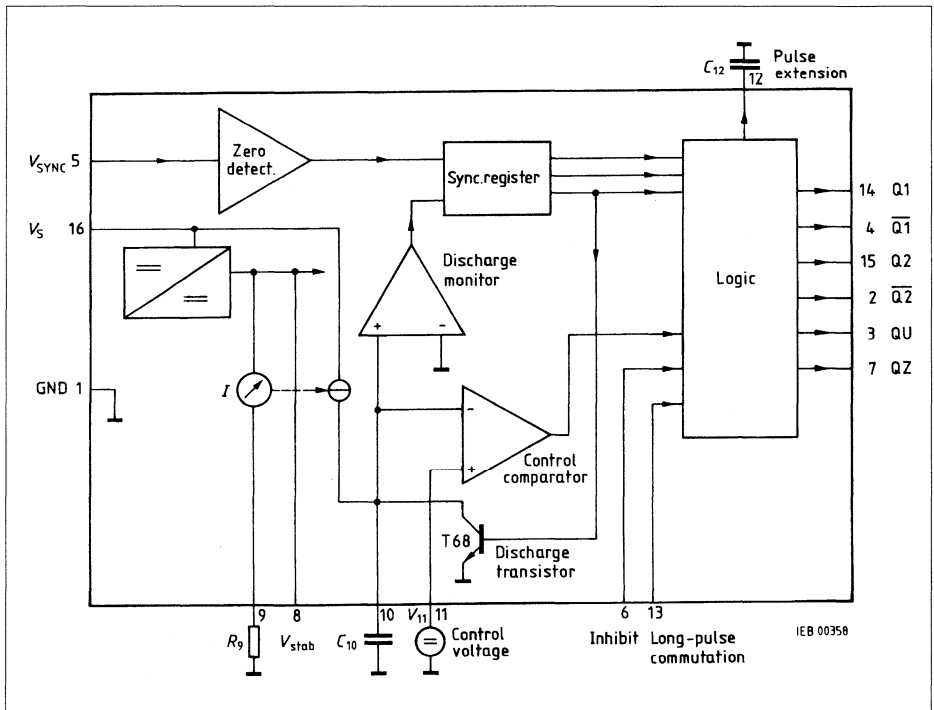 C12
12
Pulse
extension
VSYNC 5
Zero
detect.
Sync.register
VS 16
Discharge
monitor
+ -
Logic
14 Q1
4 Q̅1̅
15 Q2
2 Q̅2̅
3 QU
7 QZ
GND 1
I
-
+
Control
comparator
T68
Discharge
transistor
9 8 10 V11 11 6 13
R9 Vstab C10 Control
voltage
Inhibit Long-pulse
commutation
IEB 00358